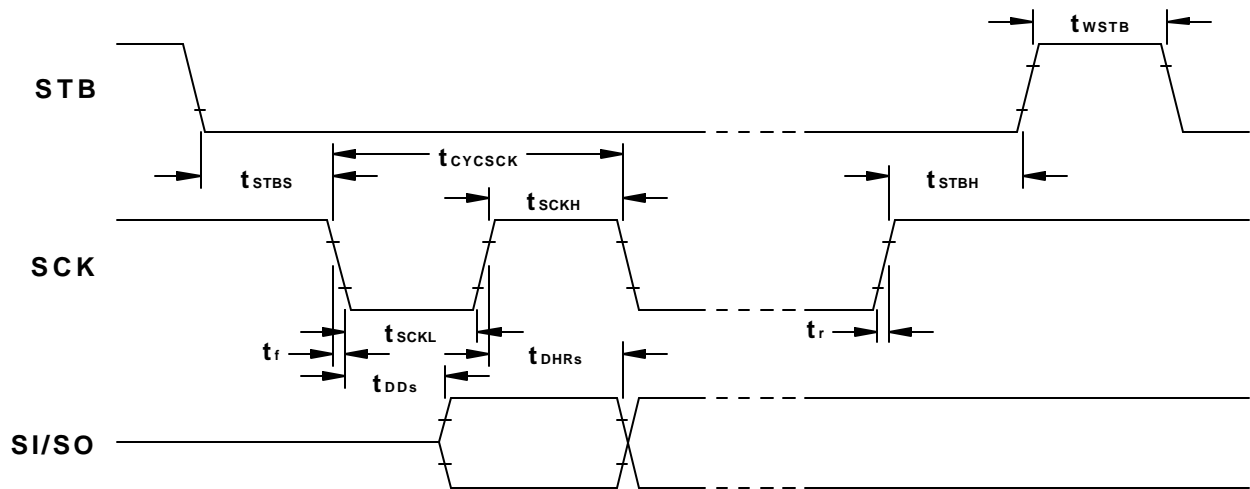 tWSTB
STB
tCYCSCK
tSTBS
tSTBH
tSCKH
SCK
tSCKL
tr
tf
tDHRs
tDDs
SI/SO